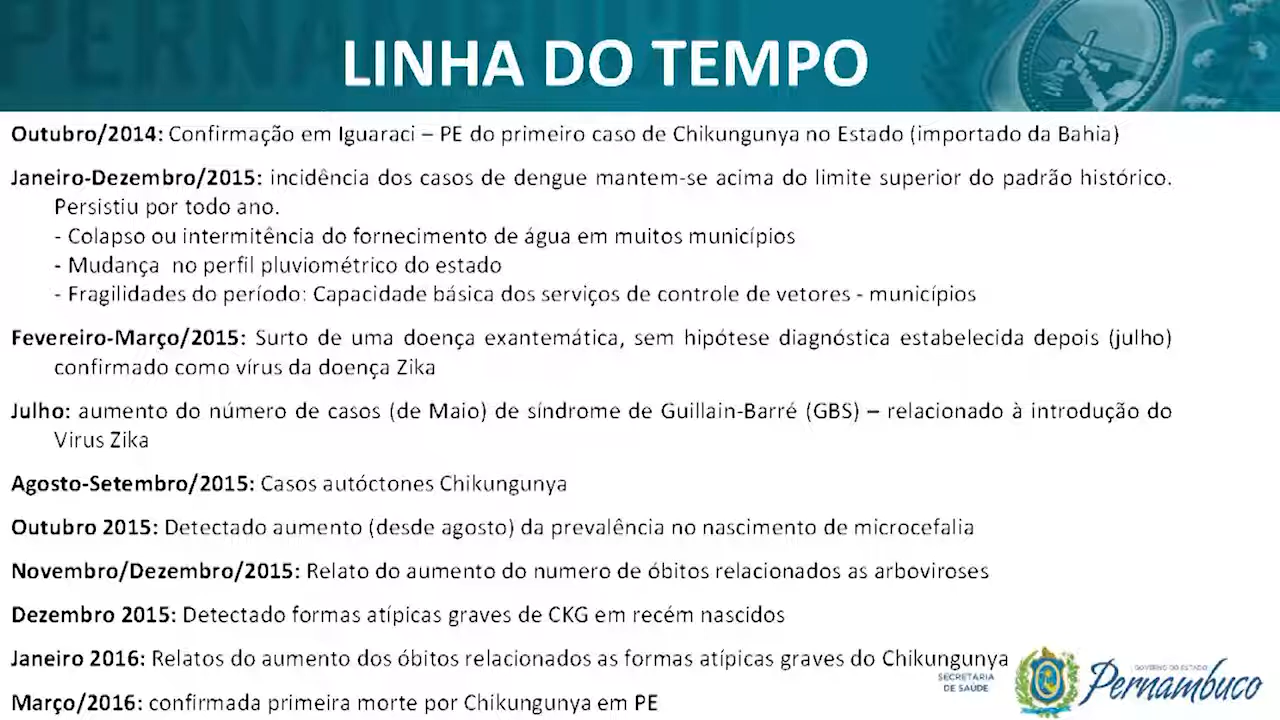 PERNAMBUCO
LINHA DO TEMPO
Outubro/2014: Confirmação em Iguaraci – PE do primeiro caso de Chikungunya no Estado (importado da Bahia)
Janeiro-Dezembro/2015: incidência dos casos de dengue mantem-se acima do limite superior do padrão histórico.
Persistiu por todo ano.
- Colapso ou intermitência do fornecimento de água em muitos municípios
- Mudança no perfil pluviométrico do estado
- Fragilidades do período: Capacidade básica dos serviços de controle de vetores - municípios
Fevereiro-Março/2015: Surto de uma doença exantemática, sem hipótese diagnóstica estabelecida depois (julho)
confirmado como vírus da doença Zika
Julho: aumento do número de casos (de Maio) de síndrome de Guillain-Barré (GBS) – relacionado à introdução do
Virus Zika
Agosto-Setembro/2015: Casos autóctones Chikungunya
Outubro 2015: Detectado aumento (desde agosto) da prevalência no nascimento de microcefalia
Novembro/Dezembro/2015: Relato do aumento do numero de óbitos relacionados as arboviroses
Dezembro 2015: Detectado formas atípicas graves de CKG em recém nascidos
Janeiro 2016: Relatos do aumento dos óbitos relacionados as formas atípicas graves do Chikungunya
Março/2016: confirmada primeira morte por Chikungunya em PE
SECRETARIA
DE SAÚDE
GOVERNO DO ESTADO
Pernambuco